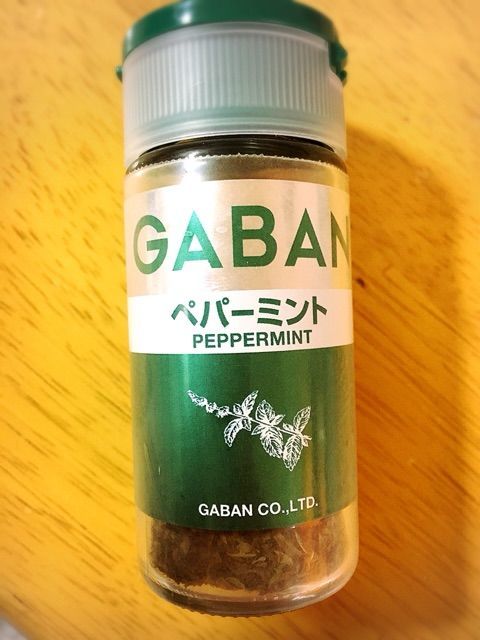 GABAN
ペパーミント
PEPPERMINT
GABAN CO.,LTD.